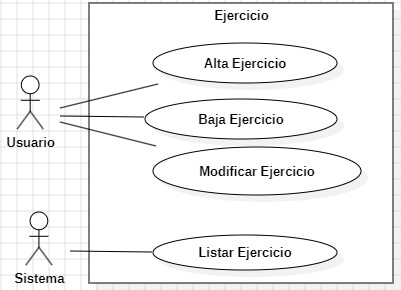 Ejercicio
Alta Ejercicio
Baja Ejercicio
Usuario
Modificar Ejercicio
Listar Ejercicio
Sistema